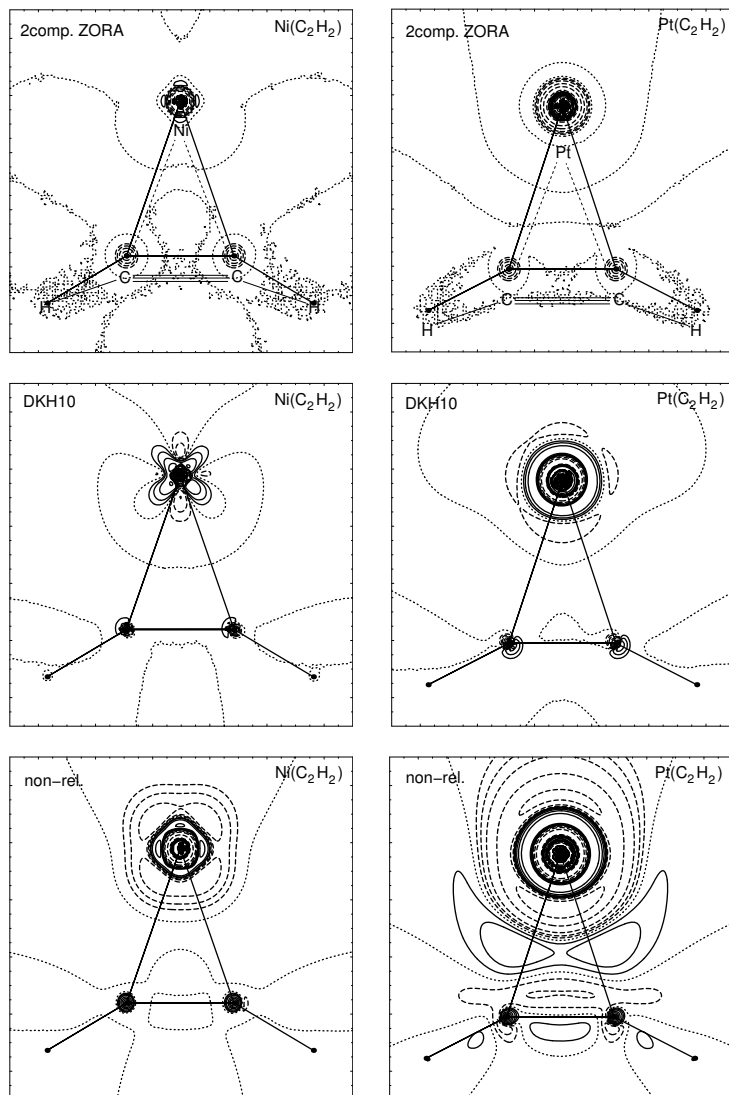 2comp. ZORA Ni(C₂H₂)
Ni
C C
H H
2comp. ZORA Pt(C₂H₂)
Pt
C C
H H
DKH10 Ni(C₂H₂)
DKH10 Pt(C₂H₂)
non−rel. Ni(C₂H₂)
non−rel. Pt(C₂H₂)